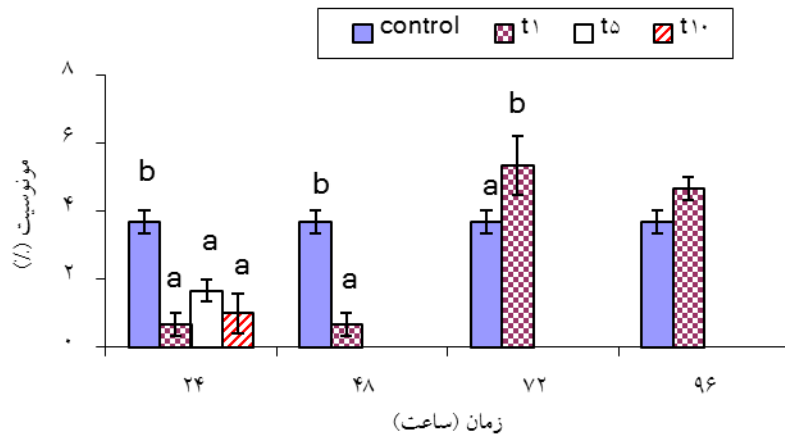 control t۱ t۵ t۱۰
مونوسیت (٪)
۸
۶
۴
۲
۰
b
a
a
a
b
a
a
b
۲۴ ۴۸ ۷۲ ۹۶
زمان (ساعت)